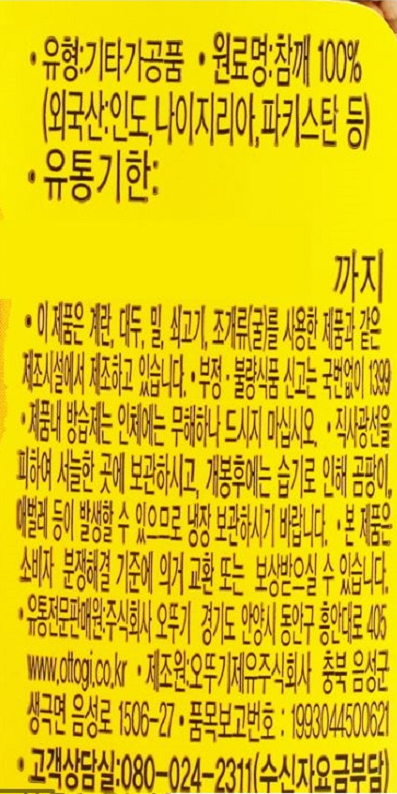 • 유형:기타가공품 • 원료명:참깨 100%
(외국산:인도,나이지리아,파키스탄 등)
• 유통기한:
까지
• 이 제품은 계란, 대두, 밀, 쇠고기, 조개류(굴)를 사용한 제품과 같은
제조시설에서 제조하고 있습니다. • 부정·불량식품 신고는 국번없이 1399
• 제품내 방습제는 인체에는 무해하나 드시지 마십시오. • 직사광선을
피하여 서늘한 곳에 보관하시고, 개봉후에는 습기로 인해 곰팡이,
애벌레 등이 발생할 수 있으므로 냉장 보관하시기 바랍니다. • 본 제품은
소비자 분쟁해결 기준에 의거 교환 또는 보상받으실 수 있습니다.
• 유통전문판매원:주식회사 오뚜기 경기도 안양시 동안구 흥안대로 405
www.ottogi.co.kr • 제조원:오뚜기제유주식회사 충북 음성군
생극면 음성로 1506-27 • 품목보고번호 : 1993044500621
• 고객상담실:080-024-2311(수신자요금부담)